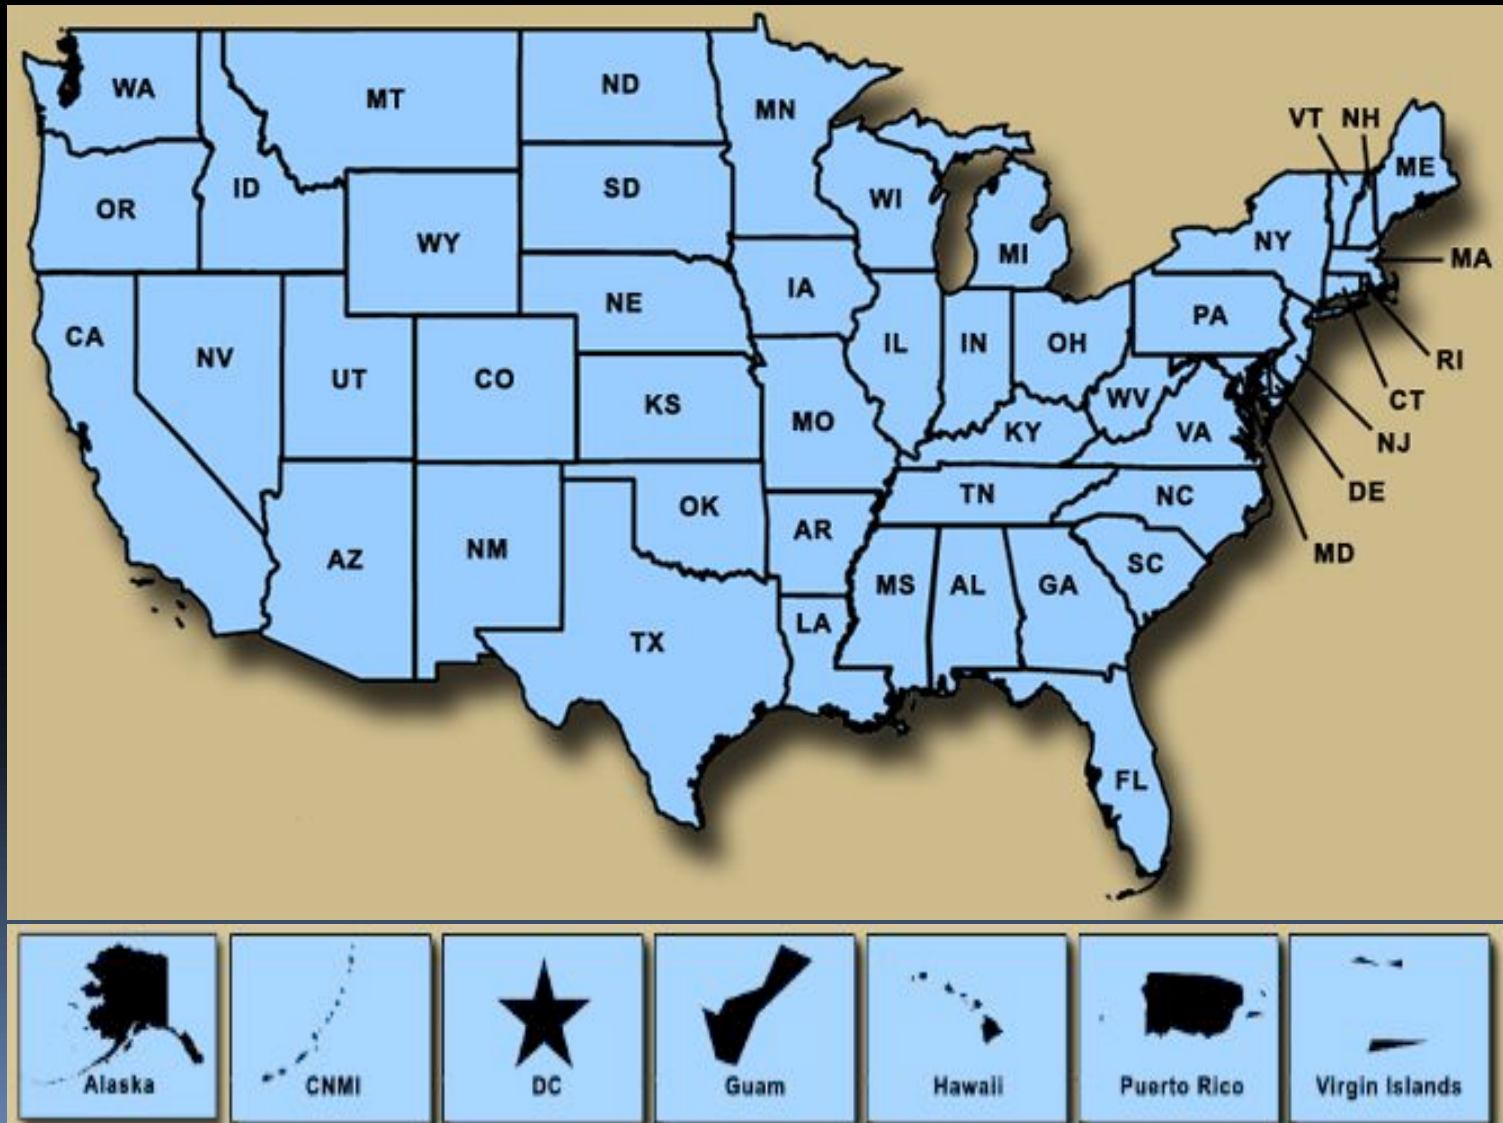 WA
MT
ND
MN
VT NH
ME
OR
ID
SD
WI
WY
MI
NY
MA
NE
IA
PA
CA
NV
UT
CO
IL
IN
OH
RI
KS
WV
CT
MO
KY
VA
NJ
OK
TN
NC
DE
AZ
NM
AR
MD
MS
AL
GA
SC
TX
LA
FL
Alaska
CNMI
DC
Guam
Hawaii
Puerto Rico
Virgin Islands